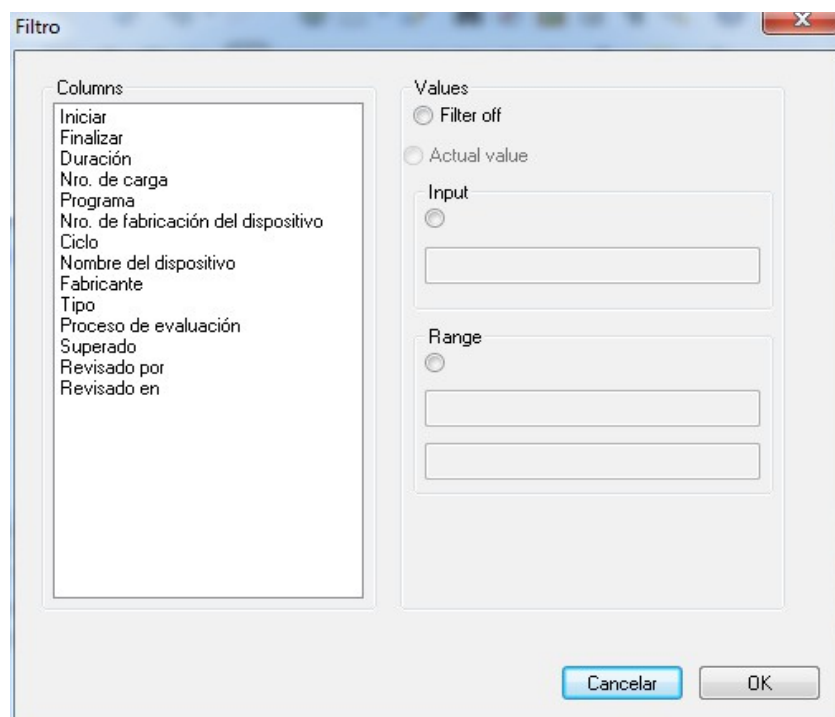 Filtro
Columns
Iniciar
Finalizar
Duración
Nro. de carga
Programa
Nro. de fabricación del dispositivo
Ciclo
Nombre del dispositivo
Fabricante
Tipo
Proceso de evaluación
Superado
Revisado por
Revisado en
Values
Filter off
Actual value
Input
Range
Cancelar
OK